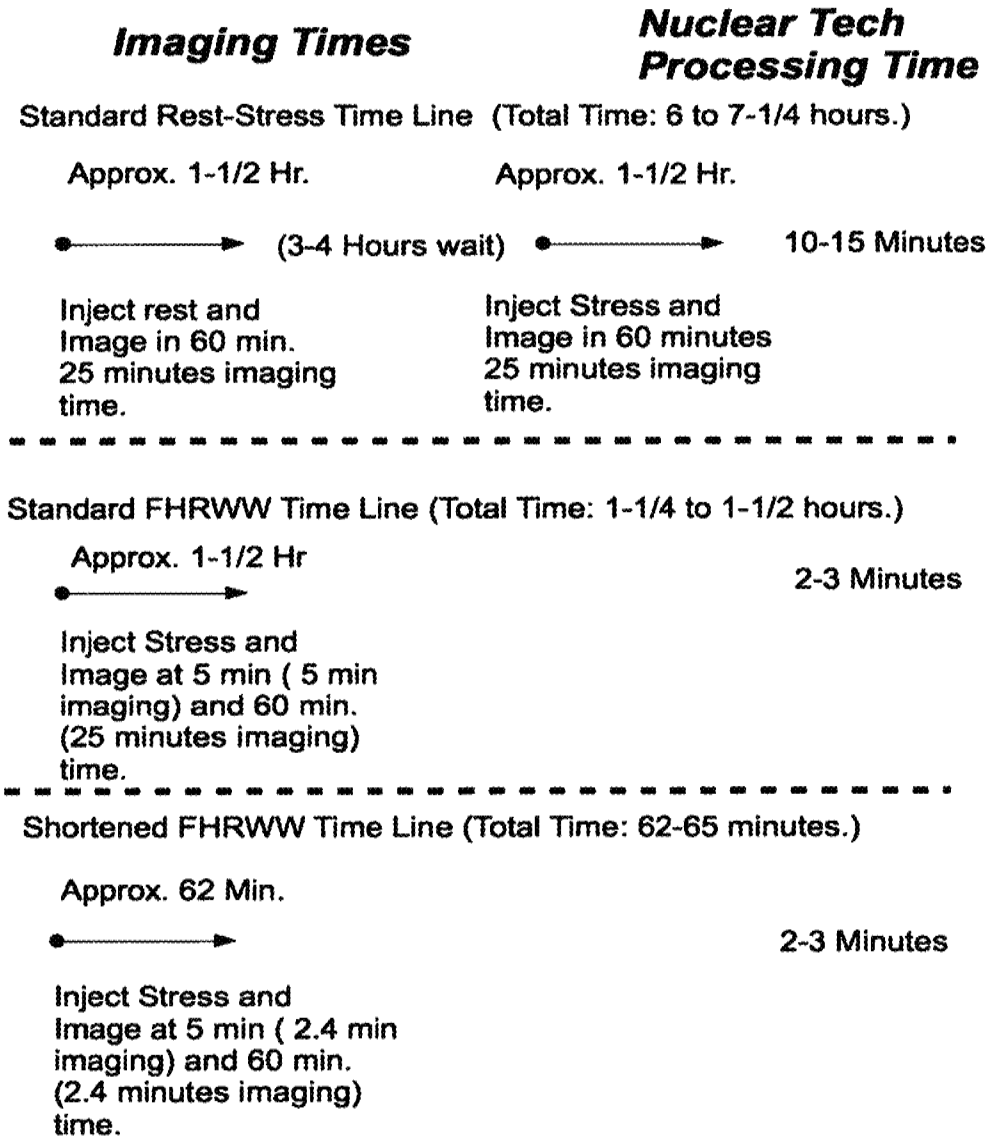 Imaging Times
Nuclear Tech
Processing Time
Standard Rest-Stress Time Line (Total Time: 6 to 7-1/4 hours.)
Approx. 1-1/2 Hr.
Approx. 1-1/2 Hr.
(3-4 Hours wait)
10-15 Minutes
Inject rest and
Image in 60 min.
25 minutes imaging
time.
Inject Stress and
Image in 60 minutes
25 minutes imaging
time.
Standard FHRWW Time Line (Total Time: 1-1/4 to 1-1/2 hours.)
Approx. 1-1/2 Hr
2-3 Minutes
Inject Stress and
Image at 5 min ( 5 min
imaging) and 60 min.
(25 minutes imaging)
time.
Shortened FHRWW Time Line (Total Time: 62-65 minutes.)
Approx. 62 Min.
2-3 Minutes
Inject Stress and
Image at 5 min ( 2.4 min
imaging) and 60 min.
(2.4 minutes imaging)
time.